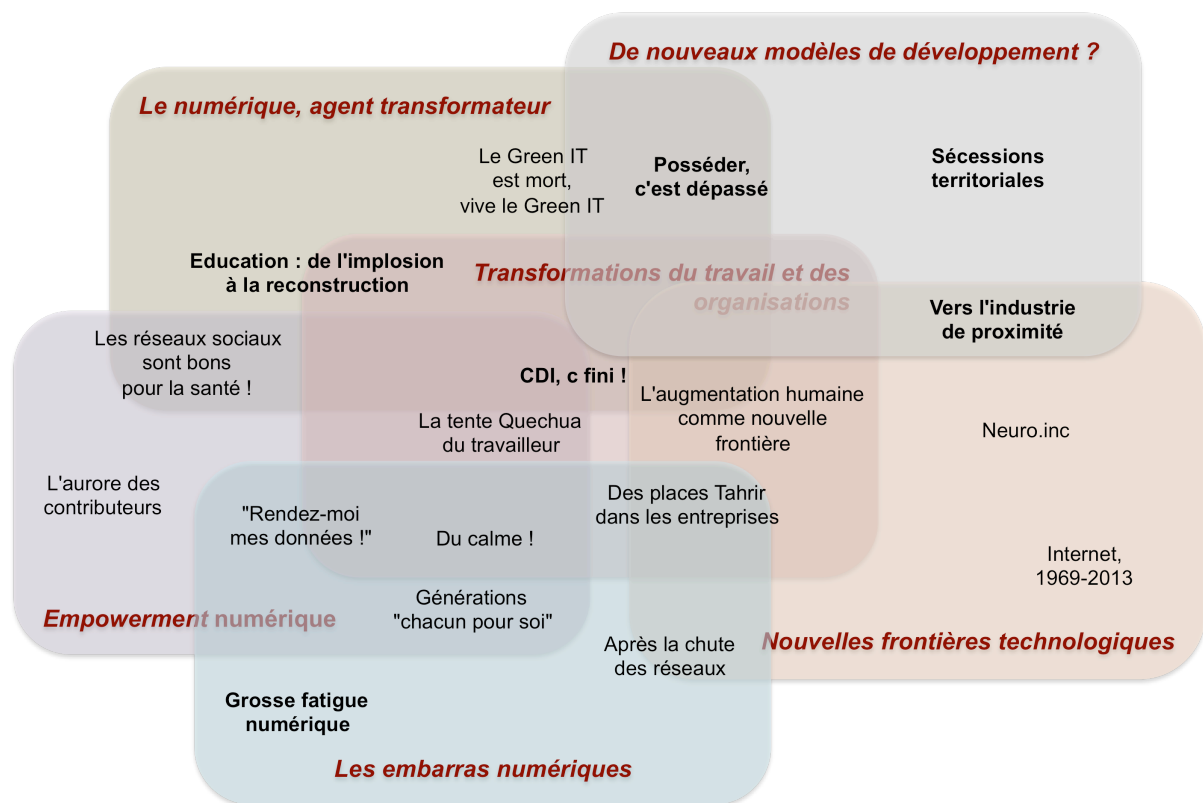 De nouveaux modèles de développement ?
Le numérique, agent transformateur
Le Green IT
est mort,
vive le Green IT
Posséder,
c'est dépassé
Sécessions
territoriales
Education : de l'implosion
à la reconstruction
Transformations du travail et des
organisations
Vers l'industrie
de proximité
Les réseaux sociaux
sont bons
pour la santé !
CDI, c fini !
L'augmentation humaine
comme nouvelle
frontière
La tente Quechua
du travailleur
Neuro.inc
L'aurore des
contributeurs
"Rendez-moi
mes données !"
Du calme !
Des places Tahrir
dans les entreprises
Internet,
1969-2013
Générations
"chacun pour soi"
Empowerment numérique
Après la chute
des réseaux
Nouvelles frontières technologiques
Grosse fatigue
numérique
Les embarras numériques